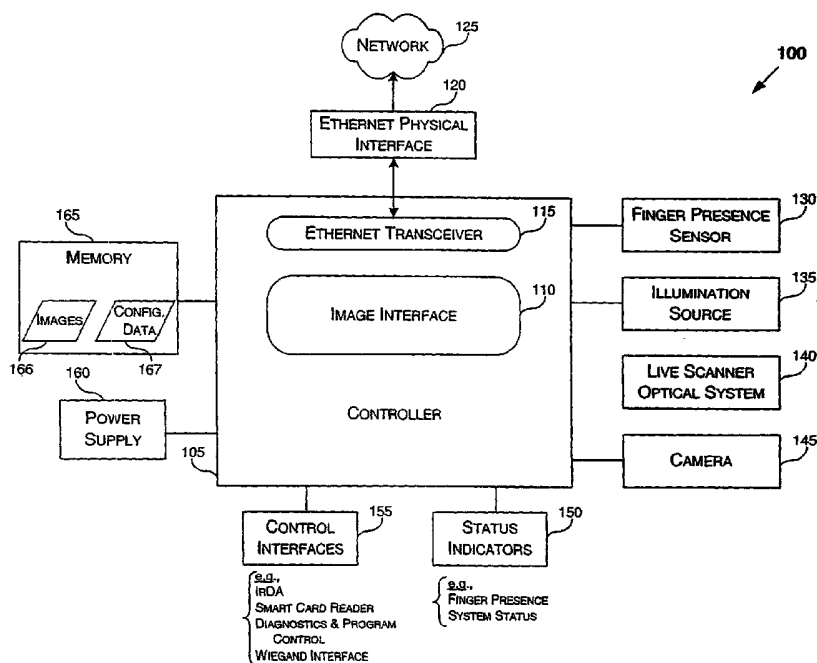 NETWORK
125
100
120
ETHERNET PHYSICAL
INTERFACE
165
MEMORY
IMAGES
CONFIG.
DATA
166
167
ETHERNET TRANSCEIVER
115
IMAGE INTERFACE
110
CONTROLLER
105
160
POWER
SUPPLY
130
FINGER PRESENCE
SENSOR
135
ILLUMINATION
SOURCE
140
LIVE SCANNER
OPTICAL SYSTEM
145
CAMERA
155
CONTROL
INTERFACES
e.g.,
IRDA
SMART CARD READER
DIAGNOSTICS & PROGRAM
CONTROL
WIEGAND INTERFACE
150
STATUS
INDICATORS
e.g.,
FINGER PRESENCE
SYSTEM STATUS